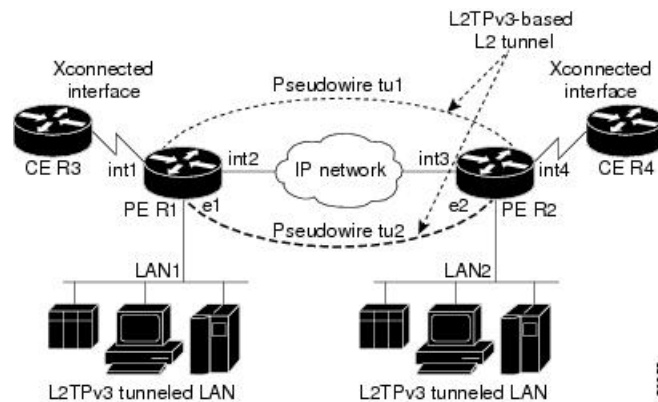 L2TPv3-based
L2 tunnel
Xconnected
interface
Pseudowire tu1
Xconnected
interface
CE R3
int1
int2
IP network
int3
int4
CE R4
PE R1
e1
Pseudowire tu2
e2
PE R2
LAN1
LAN2
L2TPv3 tunneled LAN
L2TPv3 tunneled LAN